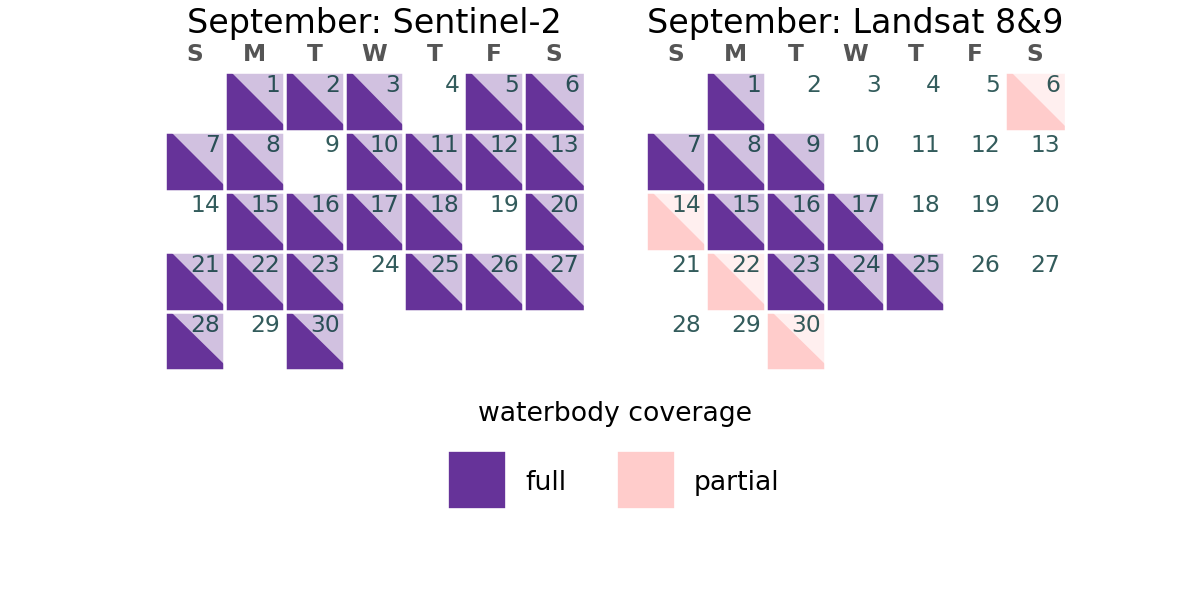 September: Sentinel-2
S M T W T F S
1 2 3 4 5 6
7 8 9 10 11 12 13
14 15 16 17 18 19 20
21 22 23 24 25 26 27
28 29 30
September: Landsat 8&9
S M T W T F S
1 2 3 4 5 6
7 8 9 10 11 12 13
14 15 16 17 18 19 20
21 22 23 24 25 26 27
28 29 30
waterbody coverage
full partial